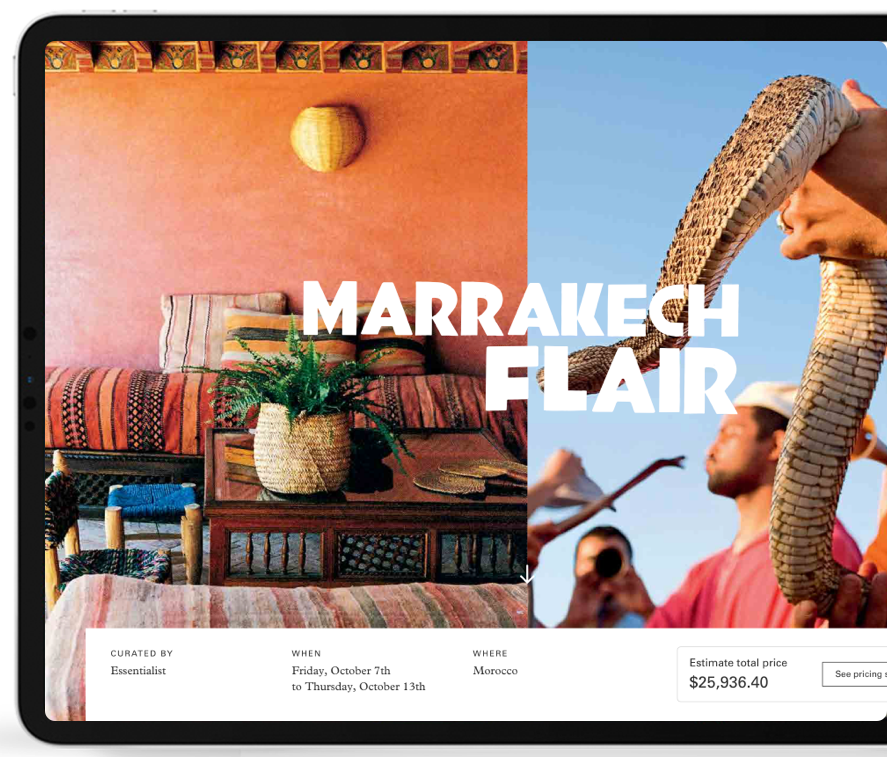 MARRAKECH
FLAIR
CURATED BY
Essentialist
WHEN
Friday, October 7th
to Thursday, October 13th
WHERE
Morocco
Estimate total price
$25,936.40
See pricing